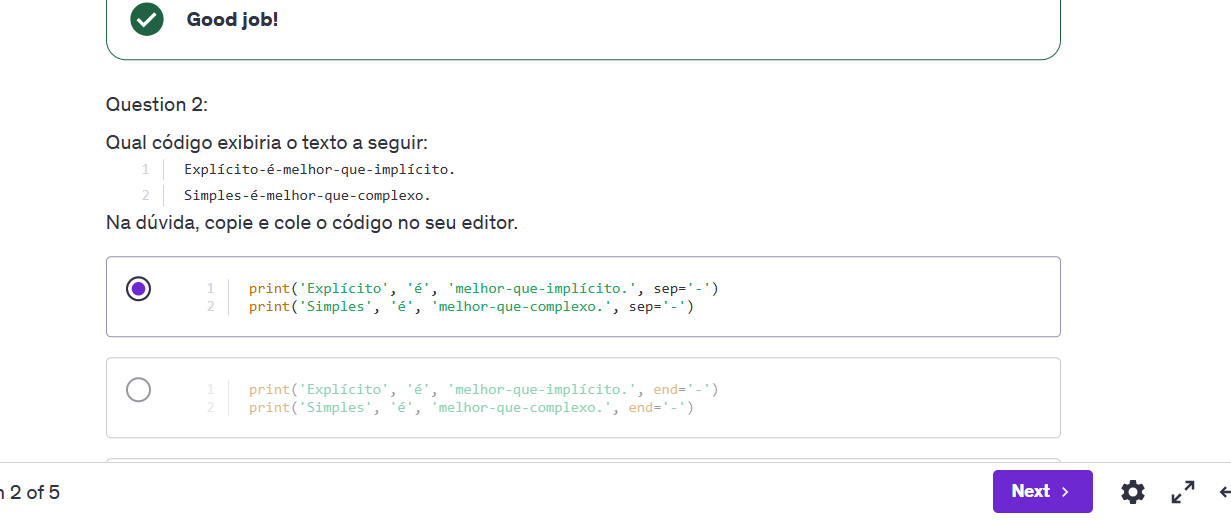 Good job!
Question 2:
Qual código exibiria o texto a seguir:
1 Explícito-é-melhor-que-implícito.
2 Simples-é-melhor-que-complexo.
Na dúvida, copie e cole o código no seu editor.
1 print('Explícito', 'é', 'melhor-que-implícito.', sep='-')
2 print('Simples', 'é', 'melhor-que-complexo.', sep='-')
1 print('Explícito', 'é', 'melhor-que-implícito.', end='-')
2 print('Simples', 'é', 'melhor-que-complexo.', end='-')
n 2 of 5
Next